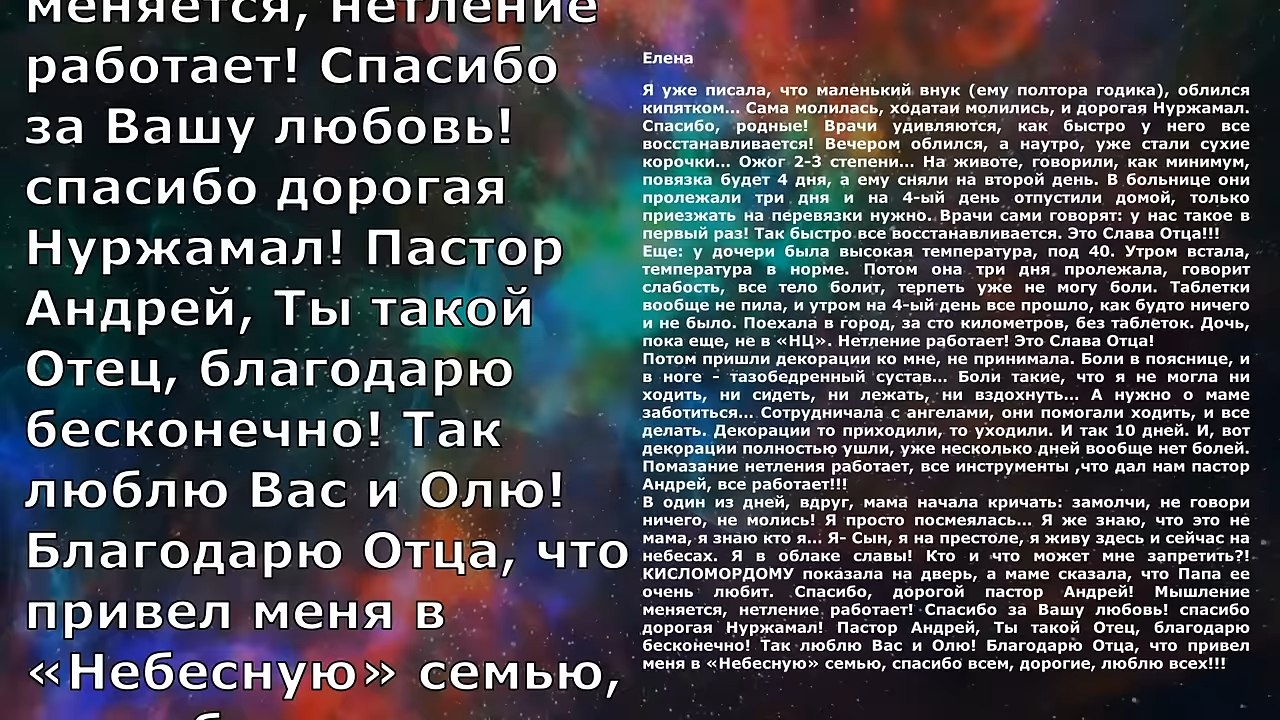 меняется, нетление
работает! Спасибо
за Вашу любовь!
спасибо дорогая
Нуржамал! Пастор
Андрей, Ты такой
Отец, благодарю
бесконечно! Так
люблю Вас и Олю!
Благодарю Отца, что
привел меня в
«Небесную» семью,
Елена
Я уже писала, что маленький внук (ему полтора годика), облился
кипятком... Сама молилась, ходатаи молились, и дорогая Нуржамал.
Спасибо, родные! Врачи удивляются, как быстро у него все
восстанавливается! Вечером облился, а наутро, уже стали сухие
корочки... Ожог 2-3 степени... На животе, говорили, как минимум,
повязка будет 4 дня, а ему сняли на второй день. В больнице они
пролежали три дня и на 4-ый день отпустили домой, только
приезжать на перевязки нужно. Врачи сами говорят: у нас такое в
первый раз! Так быстро все восстанавливается. Это Слава Отца!!!
Еще: у дочери была высокая температура, под 40. Утром встала,
температура в норме. Потом она три дня пролежала, говорит
слабость, все тело болит, терпеть уже не могу боли. Таблетки
вообще не пила, и утром на 4-ый день все прошло, как будто ничего
и не было. Поехала в город, за сто километров, без таблеток. Дочь,
пока еще, не в «НЦ». Нетление работает! Это Слава Отца!
Потом пришли декорации ко мне, не принимала. Боли в пояснице, и
в ноге - тазобедренный сустав... Боли такие, что я не могла ни
ходить, ни сидеть, ни лежать, ни вздохнуть... А нужно о маме
заботиться... Сотрудничала с ангелами, они помогали ходить, и все
делать. Декорации то приходили, то уходили. И так 10 дней. И, вот
декорации полностью ушли, уже несколько дней вообще нет болей.
Помазание нетления работает, все инструменты ,что дал нам пастор
Андрей, все работает!!!
В один из дней, вдруг, мама начала кричать: замолчи, не говори
ничего, не молись! Я просто посмеялась... Я же знаю, что это не
мама, я знаю кто я... Я- Сын, я на престоле, я живу здесь и сейчас на
небесах. Я в облаке славы! Кто и что может мне запретить?!
КИСЛОМОРДОМУ показала на дверь, а маме сказала, что Папа ее
очень любит. Спасибо, дорогой пастор Андрей! Мышление
меняется, нетление работает! Спасибо за Вашу любовь! спасибо
дорогая Нуржамал! Пастор Андрей, Ты такой Отец, благодарю
бесконечно! Так люблю Вас и Олю! Благодарю Отца, что привел
меня в «Небесную» семью, спасибо всем, дорогие, люблю всех!!!